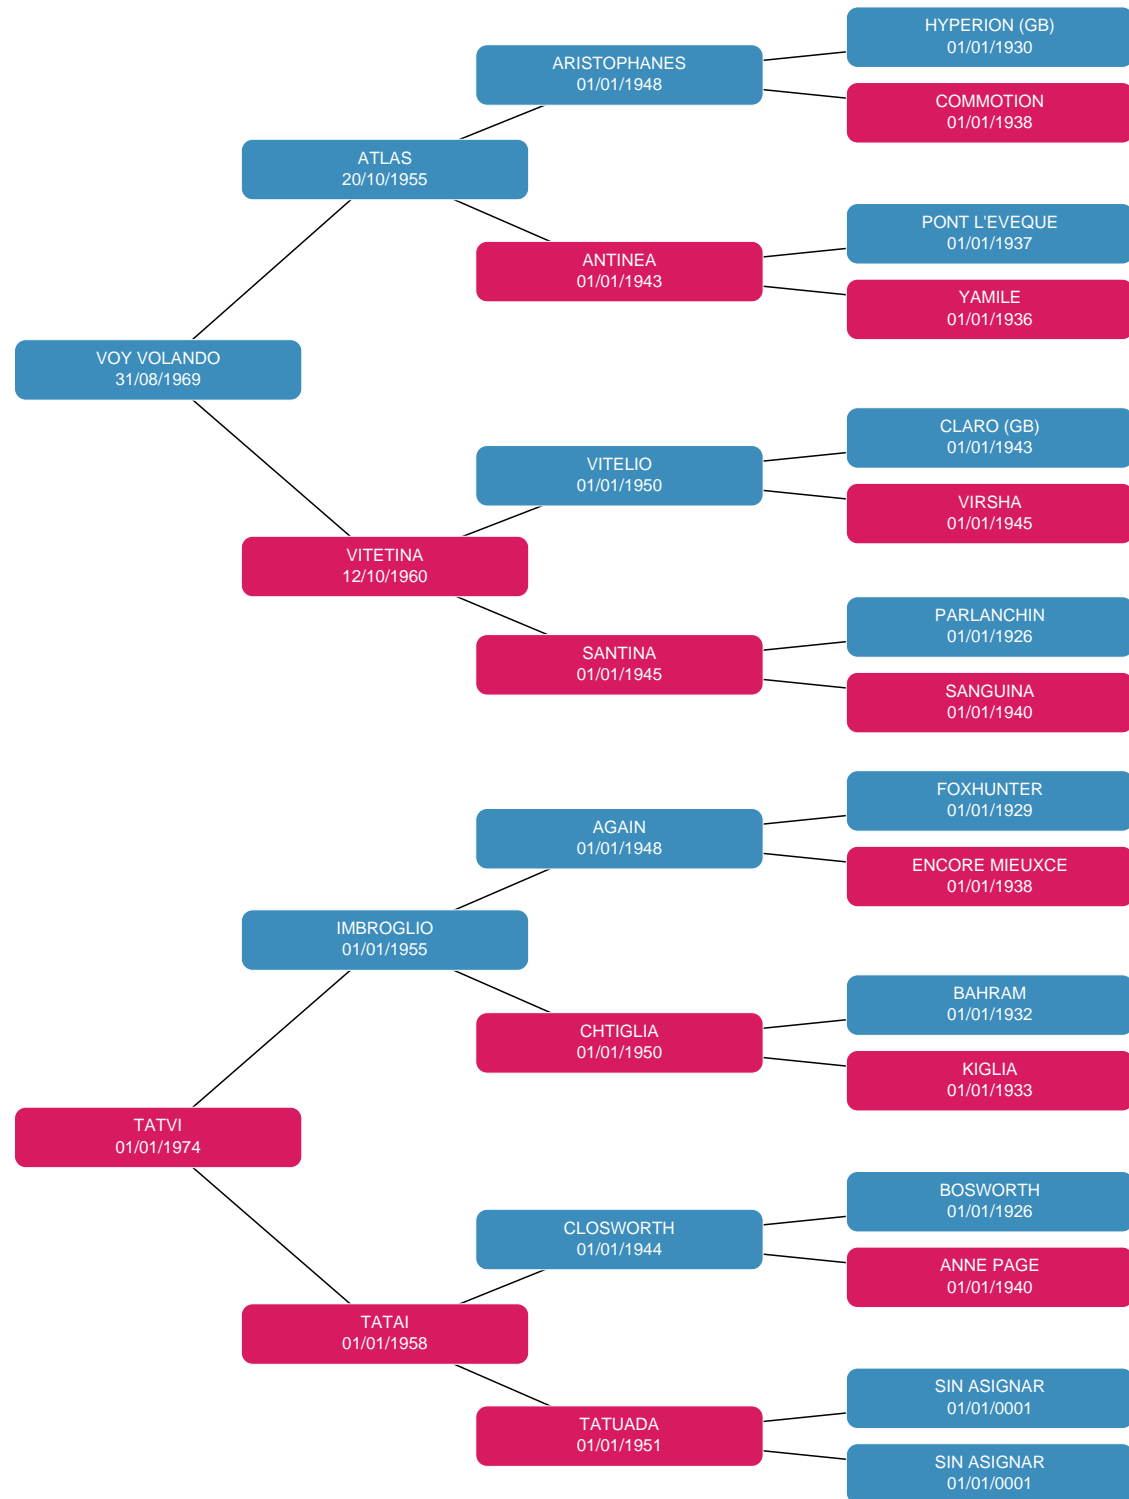 HYPERION (GB)
01/01/1930
ARISTOPHANES
01/01/1948
COMMOTION
01/01/1938
ATLAS
20/10/1955
PONT L'EVEQUE
01/01/1937
ANTINEA
01/01/1943
YAMILE
01/01/1936
VOY VOLANDO
31/08/1969
CLARO (GB)
01/01/1943
VITELIO
01/01/1950
VIRSHA
01/01/1945
VITETINA
12/10/1960
PARLANCHIN
01/01/1926
SANTINA
01/01/1945
SANGUINA
01/01/1940
FOXHUNTER
01/01/1929
AGAIN
01/01/1948
ENCORE MIEUXCE
01/01/1938
IMBROGLIO
01/01/1955
BAHRAM
01/01/1932
CHTIGLIA
01/01/1950
KIGLIA
01/01/1933
TATVI
01/01/1974
BOSWORTH
01/01/1926
CLOSWORTH
01/01/1944
ANNE PAGE
01/01/1940
TATAI
01/01/1958
SIN ASIGNAR
01/01/0001
TATUADA
01/01/1951
SIN ASIGNAR
01/01/0001